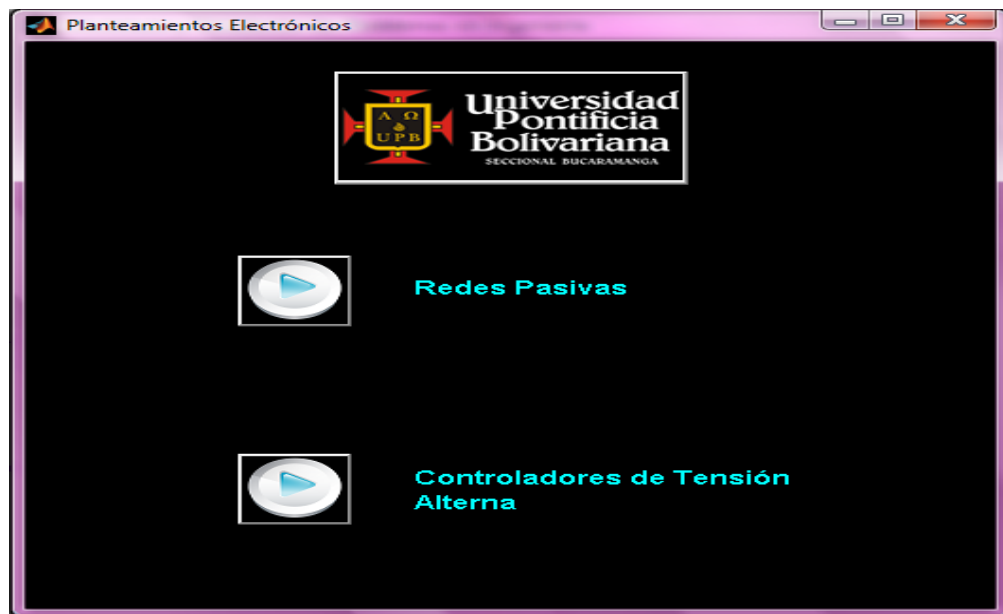 Planteamientos Electrónicos
Α Ω
UPB
Universidad
Pontificia
Bolivariana
SECCIONAL BUCARAMANGA
Redes Pasivas
Controladores de Tensión
Alterna